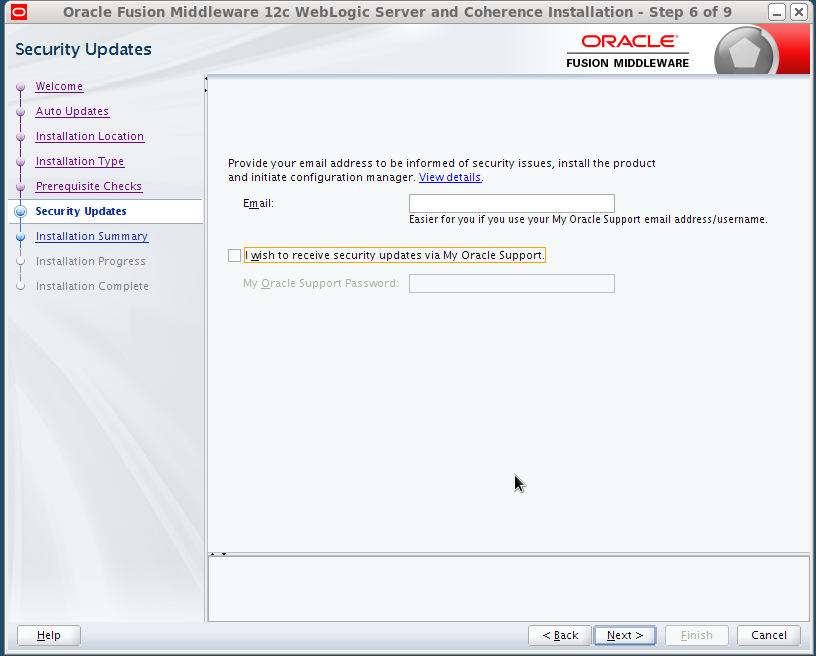 Oracle Fusion Middleware 12c WebLogic Server and Coherence Installation - Step 6 of 9
Security Updates
ORACLE
FUSION MIDDLEWARE
Welcome
Auto Updates
Installation Location
Installation Type
Prerequisite Checks
Security Updates
Installation Summary
Installation Progress
Installation Complete
Provide your email address to be informed of security issues, install the product
and initiate configuration manager. View details.
Email:
Easier for you if you use your My Oracle Support email address/username.
I wish to receive security updates via My Oracle Support.
My Oracle Support Password:
Help
< Back
Next >
Finish
Cancel